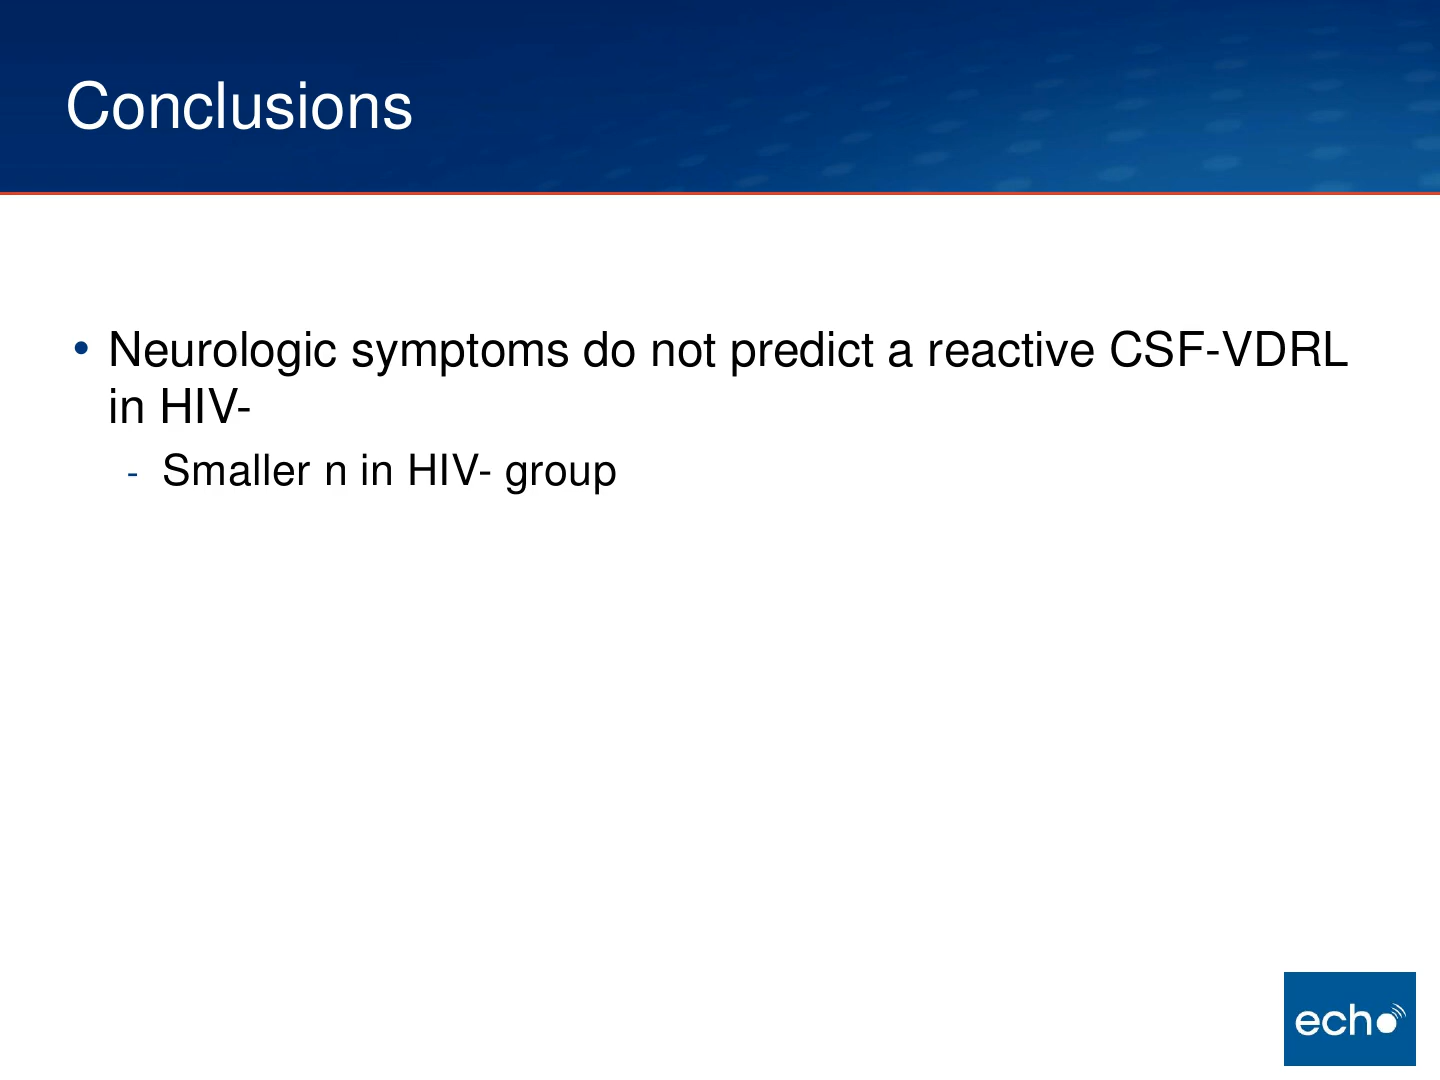 Conclusions
• Neurologic symptoms do not predict a reactive CSF-VDRL
in HIV-
- Smaller n in HIV- group
echo